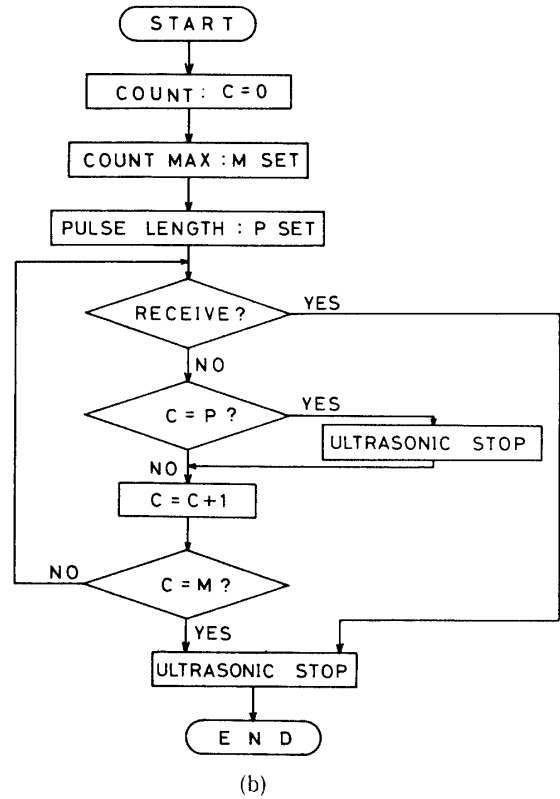 START
COUNT: C=0
COUNT MAX :M SET
PULSE LENGTH : P SET
RECEIVE?
YES
NO
C = P ?
YES
ULTRASONIC STOP
NO
C = C+1
NO
C = M ?
YES
ULTRASONIC STOP
END
(b)